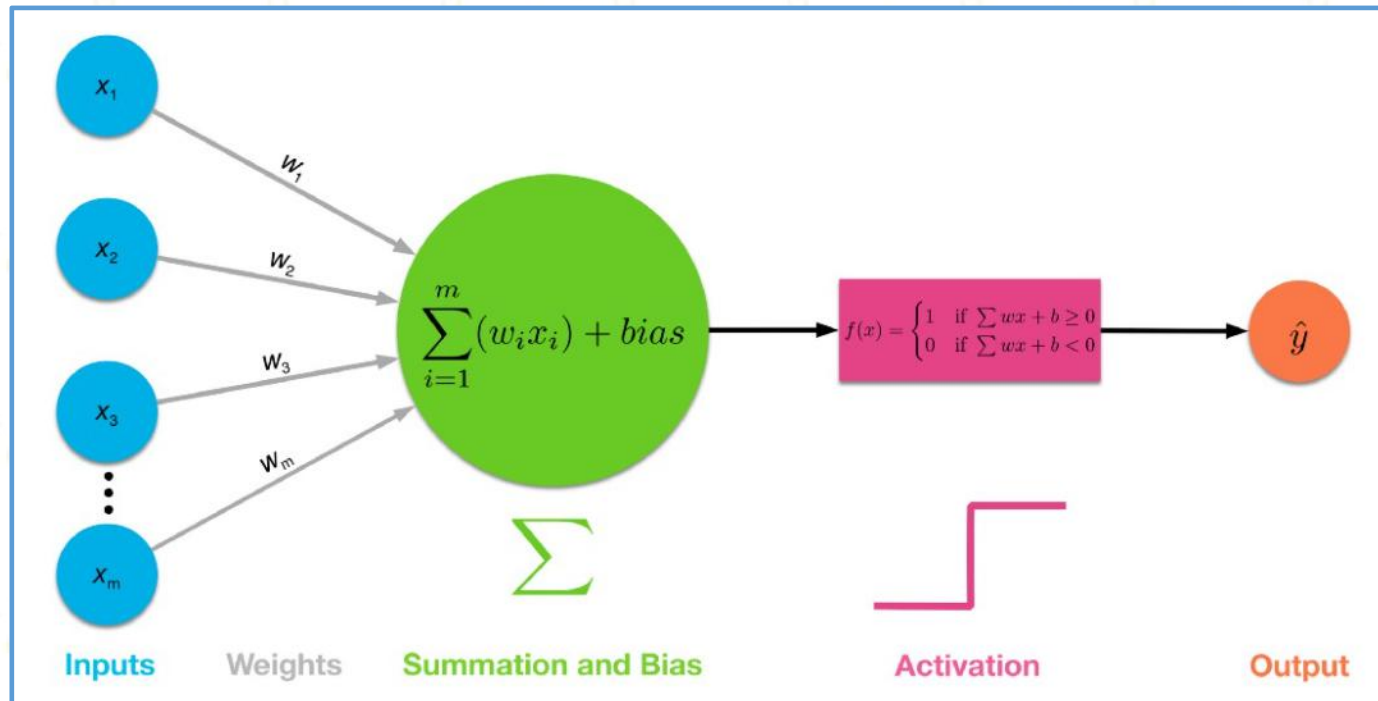 x₁
w₁
x₂
w₂
m
∑(wᵢxᵢ) + bias
i=1
f(x) = {1 if ∑ wx + b ≥ 0
0 if ∑ wx + b < 0
ŷ
w₃
x₃
wₘ
xₘ
∑
Inputs Weights Summation and Bias Activation Output